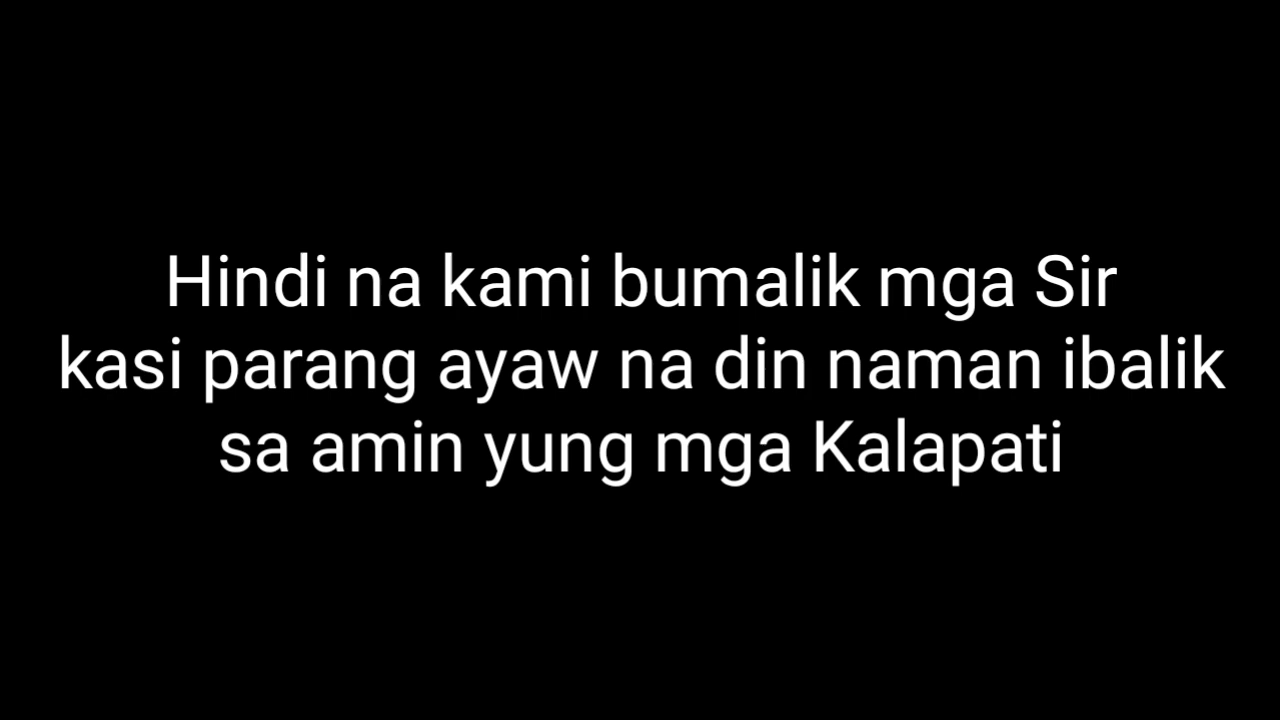 Hindi na kami bumalik mga Sir
kasi parang ayaw na din naman ibalik
sa amin yung mga Kalapati